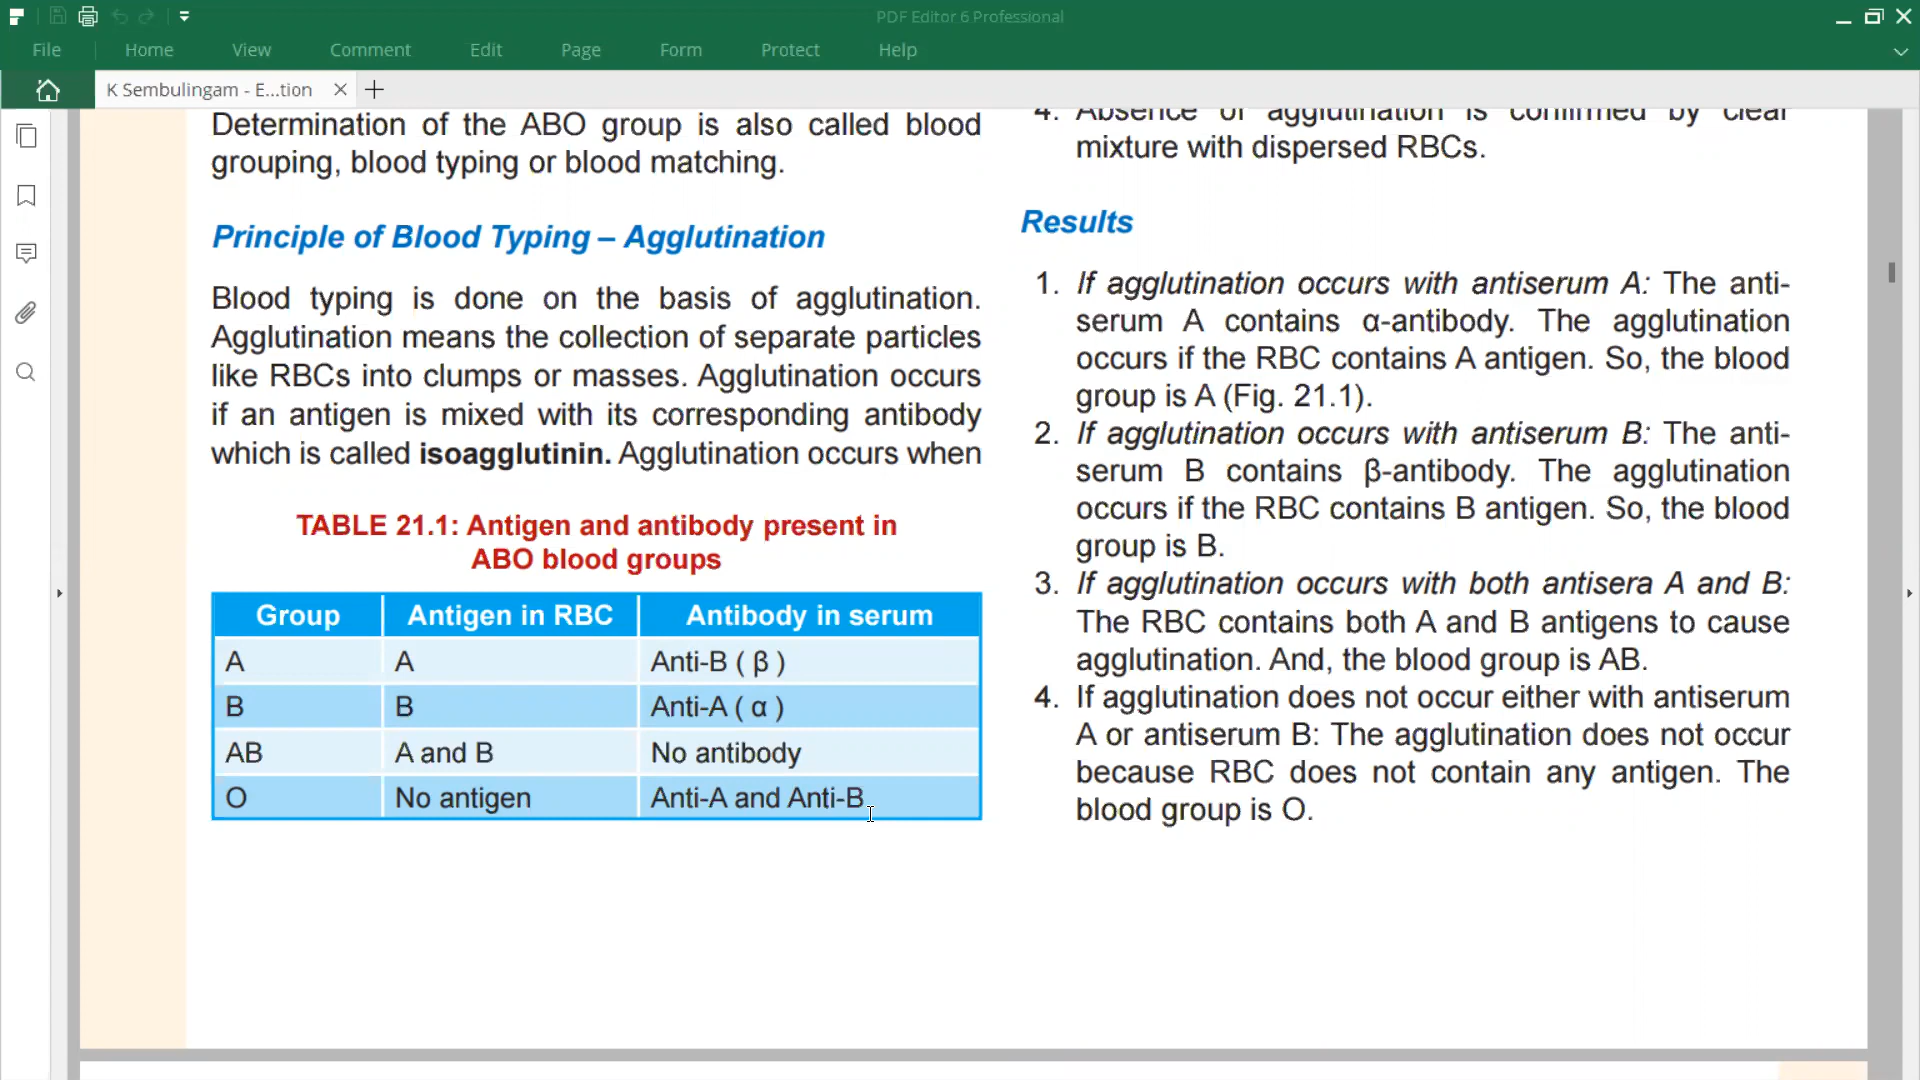 PDF Editor 6 Professional
File Home View Comment Edit Page Form Protect Help
K Sembulingam - E...tion
Determination of the ABO group is also called blood
grouping, blood typing or blood matching.
Principle of Blood Typing – Agglutination
Blood typing is done on the basis of agglutination.
Agglutination means the collection of separate particles
like RBCs into clumps or masses. Agglutination occurs
if an antigen is mixed with its corresponding antibody
which is called isoagglutinin. Agglutination occurs when
TABLE 21.1: Antigen and antibody present in
ABO blood groups
Group Antigen in RBC Antibody in serum
A A Anti-B ( β )
B B Anti-A ( α )
AB A and B No antibody
O No antigen Anti-A and Anti-B
4. Absence of agglutination is confirmed by clear
mixture with dispersed RBCs.
Results
1. If agglutination occurs with antiserum A: The anti-
serum A contains α-antibody. The agglutination
occurs if the RBC contains A antigen. So, the blood
group is A (Fig. 21.1).
2. If agglutination occurs with antiserum B: The anti-
serum B contains β-antibody. The agglutination
occurs if the RBC contains B antigen. So, the blood
group is B.
3. If agglutination occurs with both antisera A and B:
The RBC contains both A and B antigens to cause
agglutination. And, the blood group is AB.
4. If agglutination does not occur either with antiserum
A or antiserum B: The agglutination does not occur
because RBC does not contain any antigen. The
blood group is O.